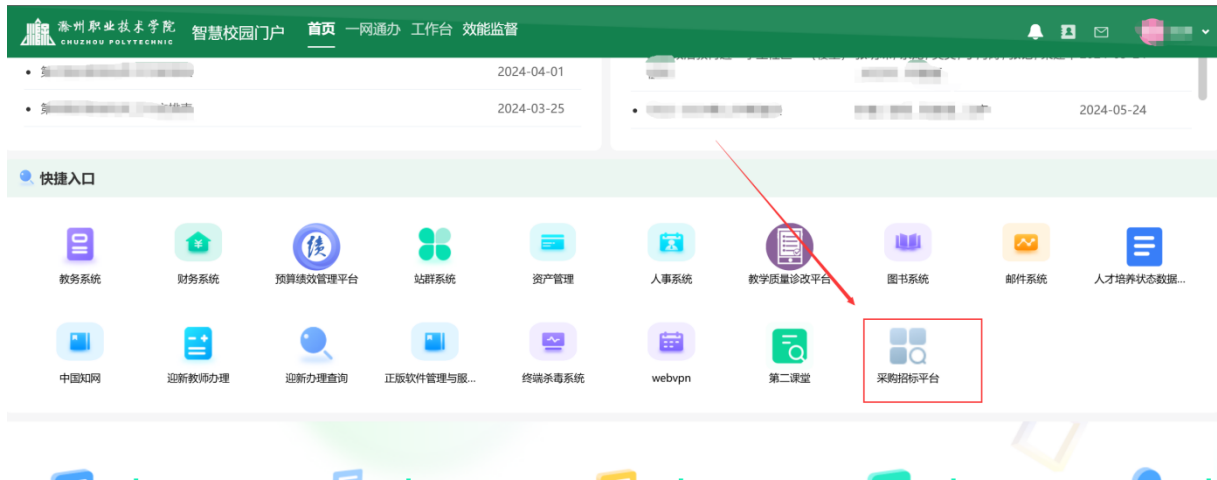 滁州职业技术学院
CHUZHOU POLYTECHNIC
智慧校园门户 首页 一网通办 工作台 效能监督
2024-04-01
2024-03-25
2024-05-24
快捷入口
教务系统 财务系统 预算绩效管理平台 站群系统 资产管理 人事系统 教学质量诊改平台 图书系统 邮件系统 人才培养状态数据...
中国知网 迎新教师办理 迎新办理查询 正版软件管理与服... 终端杀毒系统 webvpn 第二课堂 采购招标平台